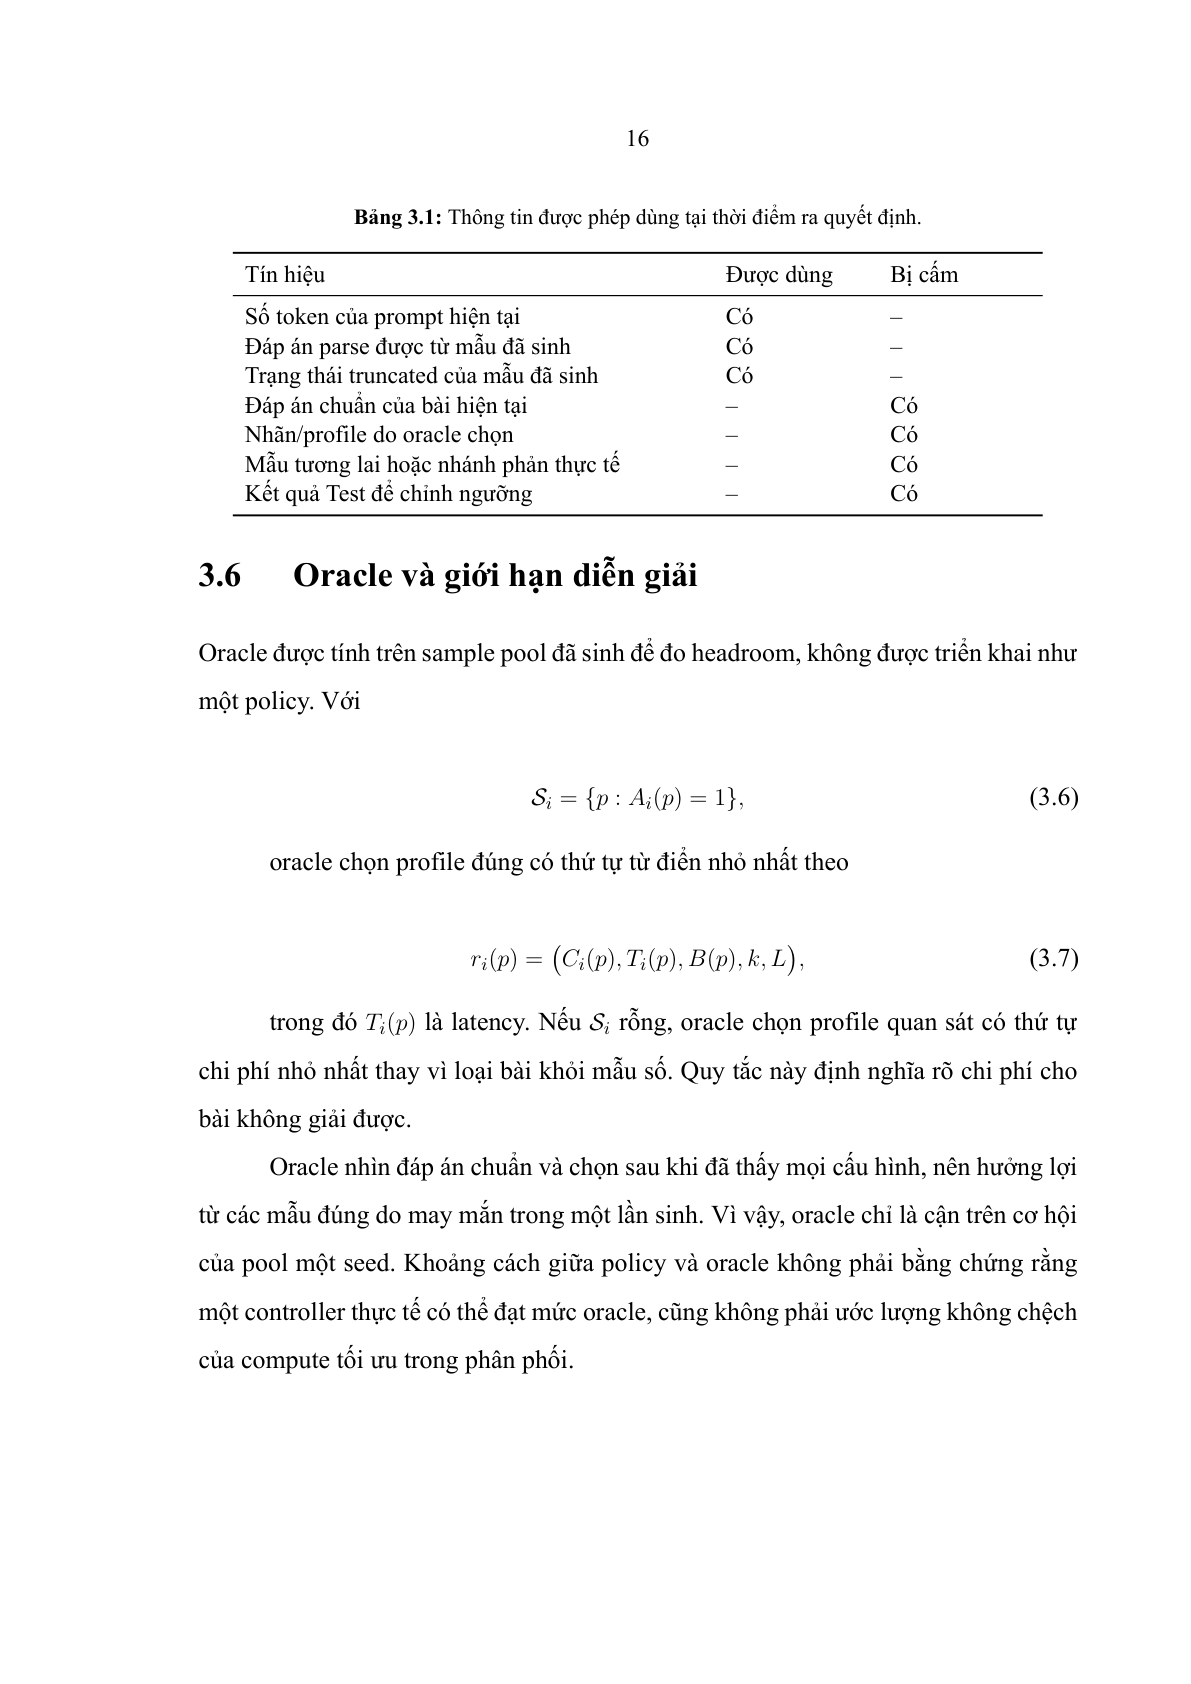 16
Bảng 3.1: Thông tin được phép dùng tại thời điểm ra quyết định.
Tín hiệu Được dùng Bị cấm
Số token của prompt hiện tại Có –
Đáp án parse được từ mẫu đã sinh Có –
Trạng thái truncated của mẫu đã sinh Có –
Đáp án chuẩn của bài hiện tại – Có
Nhãn/profile do oracle chọn – Có
Mẫu tương lai hoặc nhánh phản thực tế – Có
Kết quả Test để chỉnh ngưỡng – Có
3.6 Oracle và giới hạn diễn giải
Oracle được tính trên sample pool đã sinh để đo headroom, không được triển khai như
một policy. Với
𝒮ᵢ = {p : Aᵢ(p) = 1}, (3.6)
oracle chọn profile đúng có thứ tự từ điển nhỏ nhất theo
rᵢ(p) = (Cᵢ(p), Tᵢ(p), B(p), k, L), (3.7)
trong đó Tᵢ(p) là latency. Nếu 𝒮ᵢ rỗng, oracle chọn profile quan sát có thứ tự
chi phí nhỏ nhất thay vì loại bài khỏi mẫu số. Quy tắc này định nghĩa rõ chi phí cho
bài không giải được.
Oracle nhìn đáp án chuẩn và chọn sau khi đã thấy mọi cấu hình, nên hưởng lợi
từ các mẫu đúng do may mắn trong một lần sinh. Vì vậy, oracle chỉ là cận trên cơ hội
của pool một seed. Khoảng cách giữa policy và oracle không phải bằng chứng rằng
một controller thực tế có thể đạt mức oracle, cũng không phải ước lượng không chệch
của compute tối ưu trong phân phối.